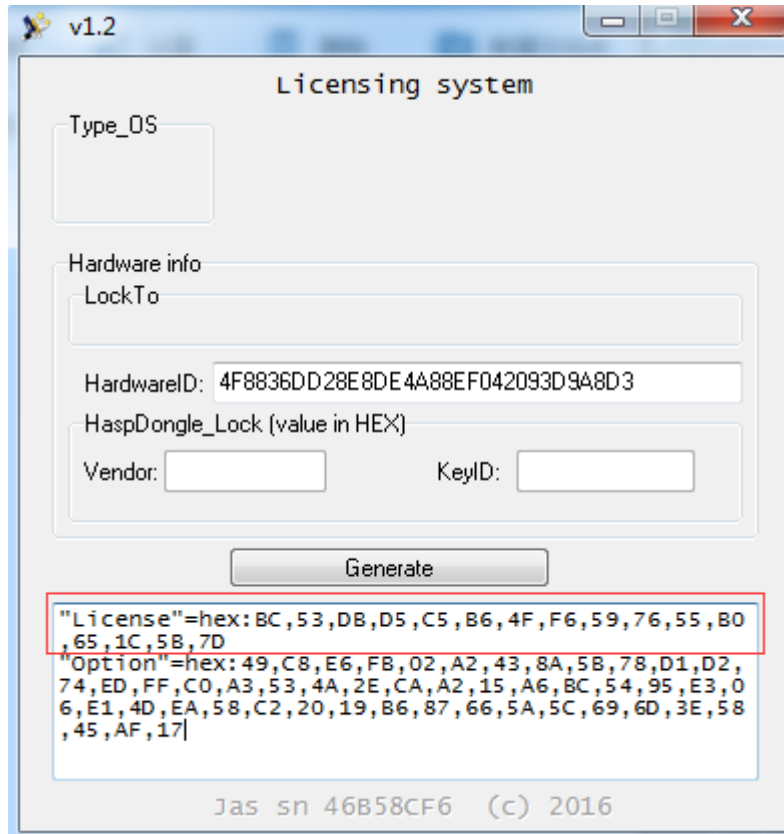 v1.2
Licensing system
Type_OS
Hardware info
LockTo
HardwareID: 4F8836DD28E8DE4A88EF042093D9A8D3
HaspDongle_Lock (value in HEX)
Vendor: KeyID:
Generate
"License"=hex:BC,53,DB,D5,C5,B6,4F,F6,59,76,55,B0
,65,1C,5B,7D
"Option"=hex:49,C8,E6,FB,02,A2,43,8A,5B,78,D1,D2,
74,ED,FF,C0,A3,53,4A,2E,CA,A2,15,A6,BC,54,95,E3,0
6,E1,4D,EA,58,C2,20,19,B6,87,66,5A,5C,69,6D,3E,58
,45,AF,17
Jas sn 46B58CF6 (c) 2016